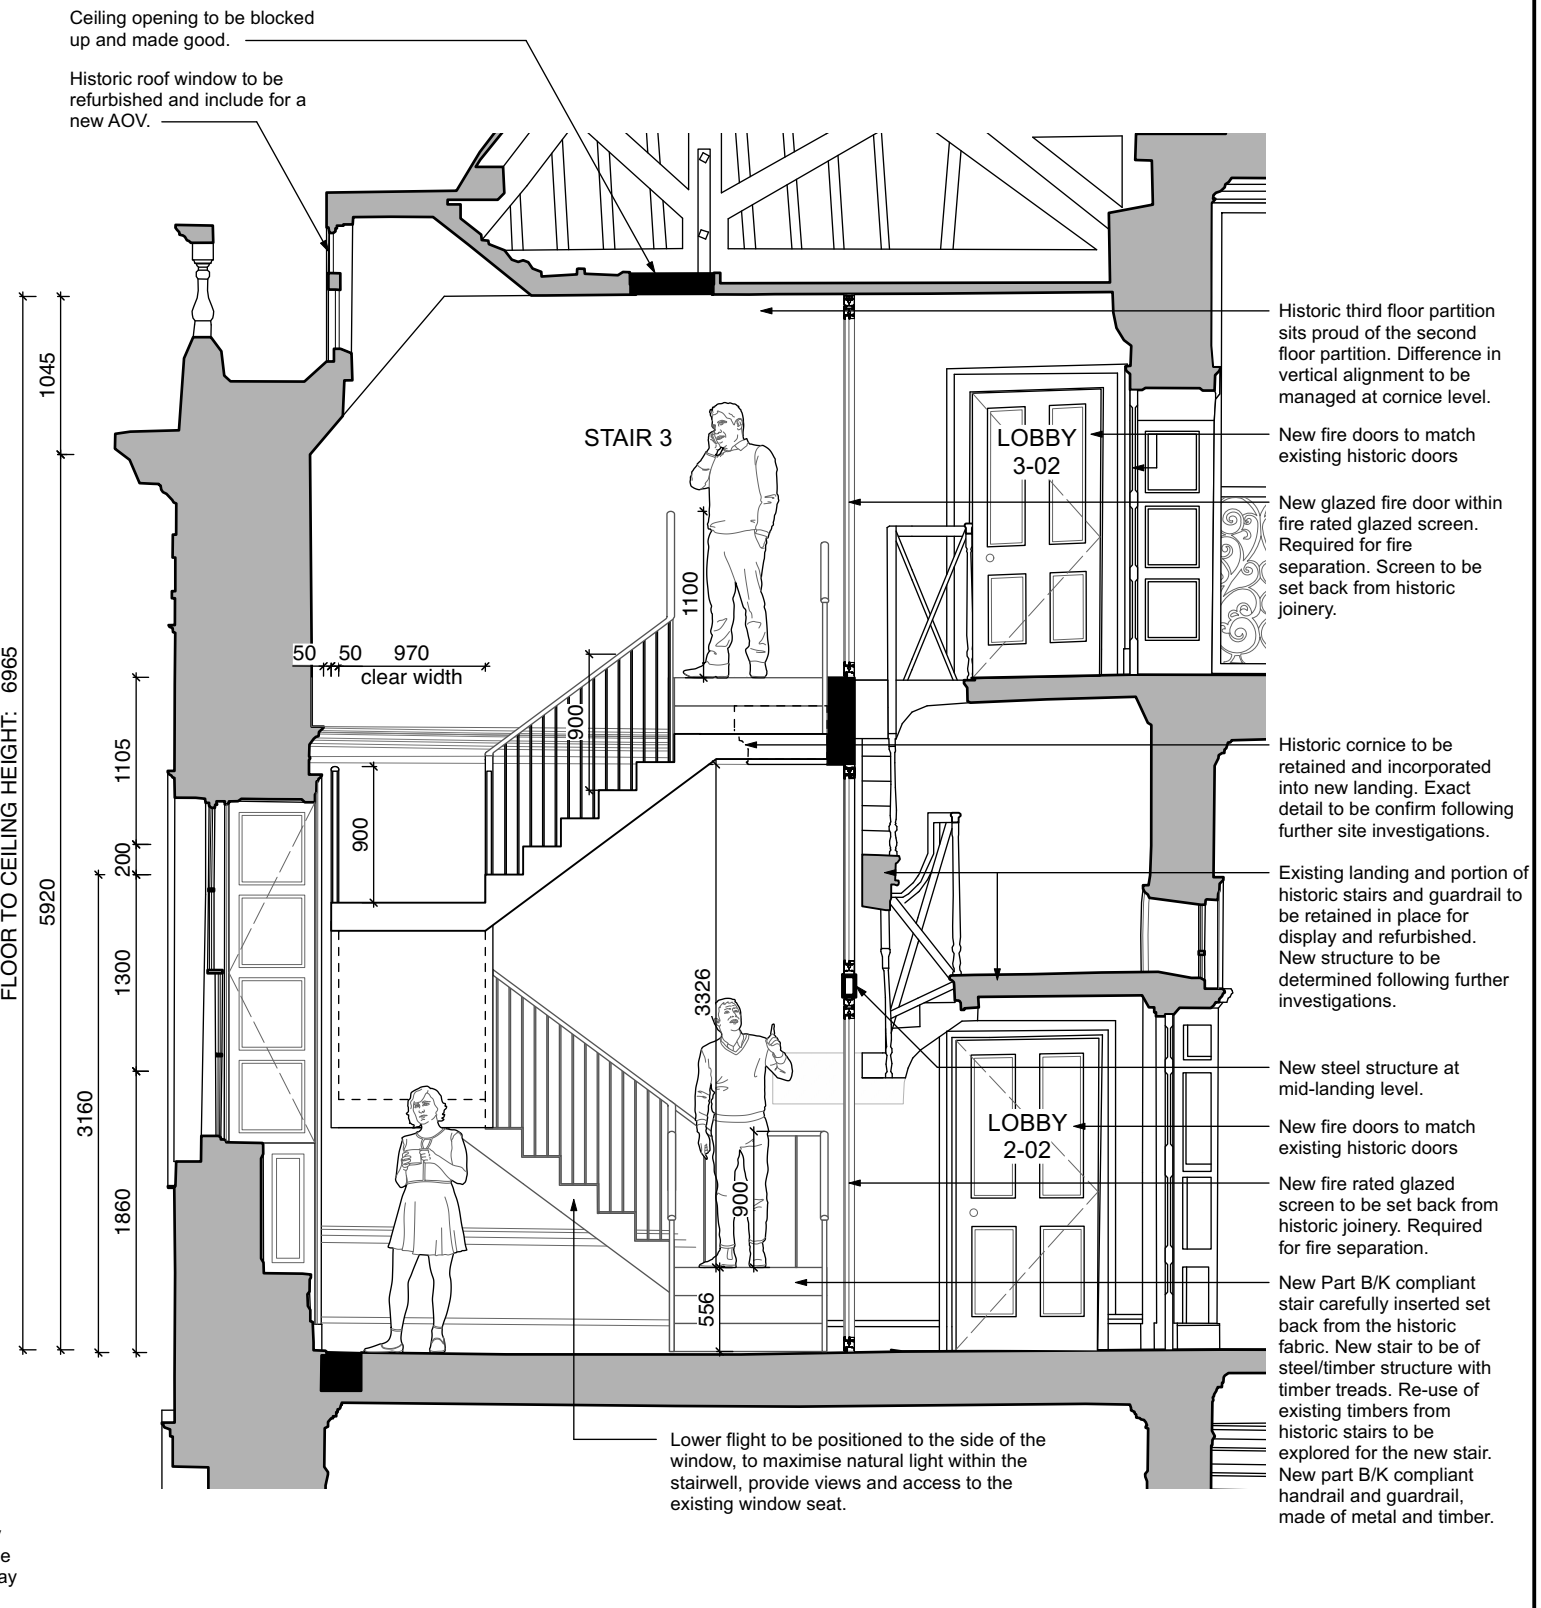 Ceiling opening to be blocked
up and made good.
Historic roof window to be
refurbished and include for a
new AOV.
Historic third floor partition
sits proud of the second
floor partition. Difference in
vertical alignment to be
managed at cornice level.
New fire doors to match
existing historic doors
New glazed fire door within
fire rated glazed screen.
Required for fire
separation. Screen to be
set back from historic
joinery.
Historic cornice to be
retained and incorporated
into new landing. Exact
detail to be confirm following
further site investigations.
Existing landing and portion of
historic stairs and guardrail to
be retained in place for
display and refurbished.
New structure to be
determined following further
investigations.
New steel structure at
mid-landing level.
New fire doors to match
existing historic doors
New fire rated glazed
screen to be set back from
historic joinery. Required
for fire separation.
New Part B/K compliant
stair carefully inserted set
back from the historic
fabric. New stair to be of
steel/timber structure with
timber treads. Re-use of
existing timbers from
historic stairs to be
explored for the new stair.
New part B/K compliant
handrail and guardrail,
made of metal and timber.
STAIR 3
LOBBY
3-02
LOBBY
2-02
1045
5920
FLOOR TO CEILING HEIGHT: 6965
1105
200
1300
3160
1860
50 50 970
clear width
1100
900
900
3326
900
556
Lower flight to be positioned to the side of the
window, to maximise natural light within the
stairwell, provide views and access to the
existing window seat.